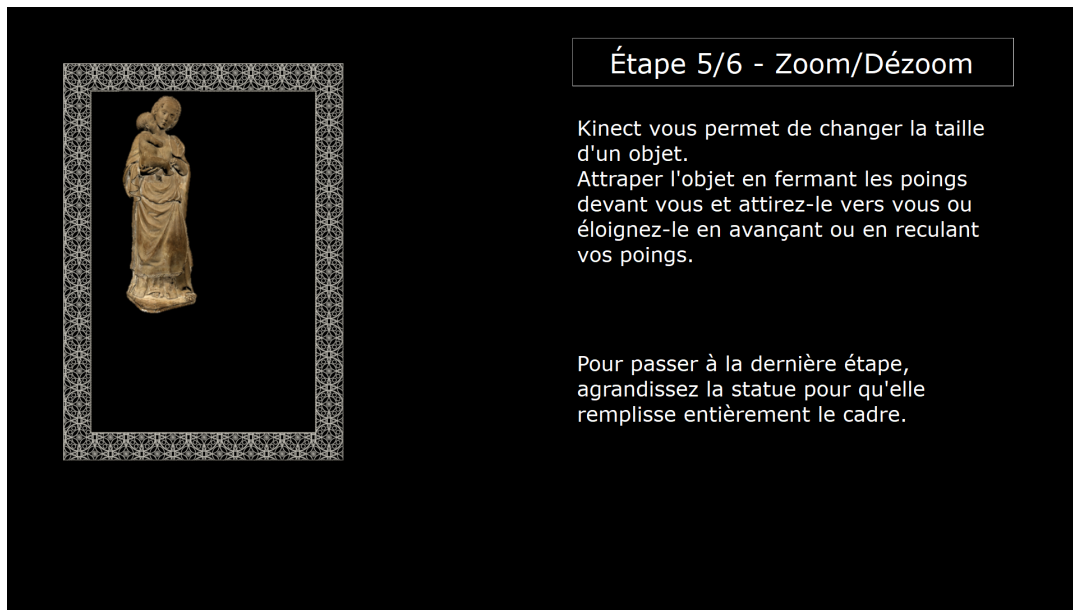 Étape 5/6 - Zoom/Dézoom
Kinect vous permet de changer la taille
d'un objet.
Attraper l'objet en fermant les poings
devant vous et attirez-le vers vous ou
éloignez-le en avançant ou en reculant
vos poings.
Pour passer à la dernière étape,
agrandissez la statue pour qu'elle
remplisse entièrement le cadre.